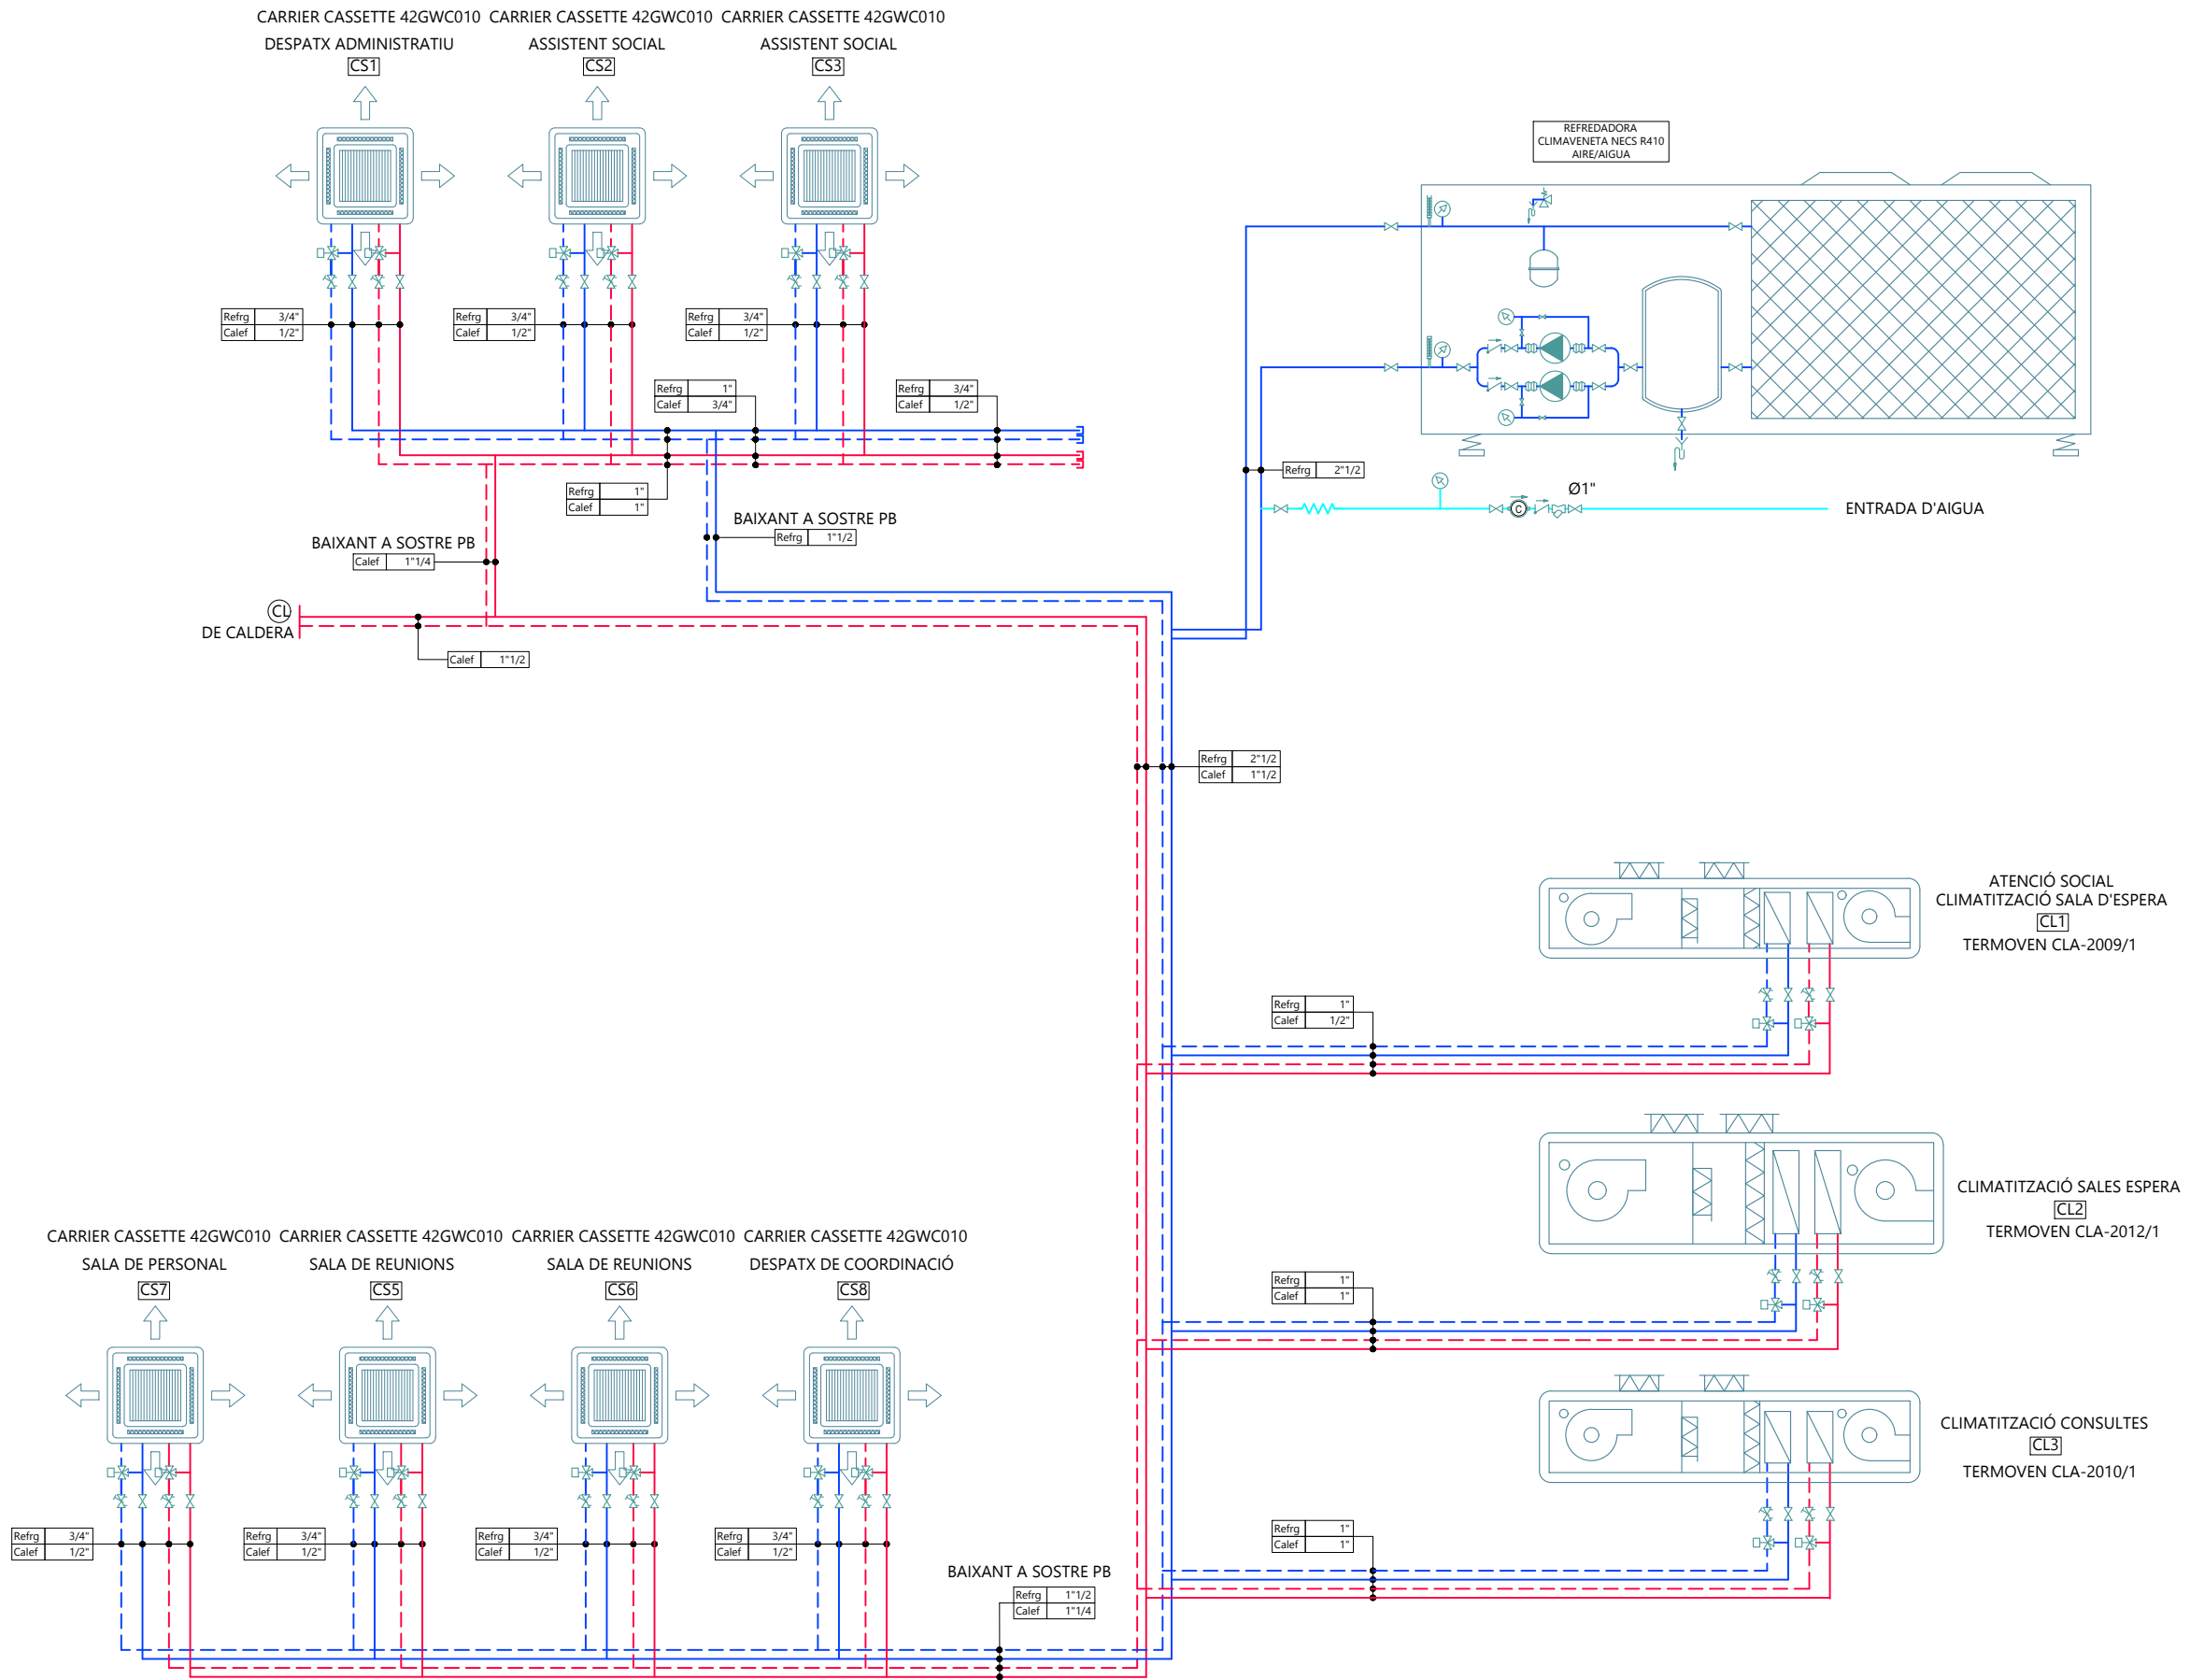 CARRIER CASSETTE 42GWC010
DESPATX ADMINISTRATIU
CS1
CARRIER CASSETTE 42GWC010
ASSISTENT SOCIAL
CS2
CARRIER CASSETTE 42GWC010
ASSISTENT SOCIAL
CS3
REFREDADORA
CLIMAVENETA NECS R410
AIRE/AIGUA
Refrg 3/4"
Calef 1/2"
Refrg 3/4"
Calef 1/2"
Refrg 3/4"
Calef 1/2"
Refrg 1"
Calef 3/4"
Refrg 3/4"
Calef 1/2"
Refrg 1"
Calef 1"
Refrg 2"1/2
Ø1"
C
ENTRADA D'AIGUA
BAIXANT A SOSTRE PB
Refrg 1"1/2
BAIXANT A SOSTRE PB
Calef 1"1/4
CL
DE CALDERA
Calef 1"1/2
Refrg 2"1/2
Calef 1"1/2
ATENCIÓ SOCIAL
CLIMATITZACIÓ SALA D'ESPERA
CL1
TERMOVEN CLA-2009/1
Refrg 1"
Calef 1/2"
CLIMATITZACIÓ SALES ESPERA
CL2
TERMOVEN CLA-2012/1
Refrg 1"
Calef 1"
CARRIER CASSETTE 42GWC010
SALA DE PERSONAL
CS7
CARRIER CASSETTE 42GWC010
SALA DE REUNIONS
CS5
CARRIER CASSETTE 42GWC010
SALA DE REUNIONS
CS6
CARRIER CASSETTE 42GWC010
DESPATX DE COORDINACIÓ
CS8
CLIMATITZACIÓ CONSULTES
CL3
TERMOVEN CLA-2010/1
Refrg 3/4"
Calef 1/2"
Refrg 3/4"
Calef 1/2"
Refrg 3/4"
Calef 1/2"
Refrg 3/4"
Calef 1/2"
Refrg 1"
Calef 1"
BAIXANT A SOSTRE PB
Refrg 1"1/2
Calef 1"1/4